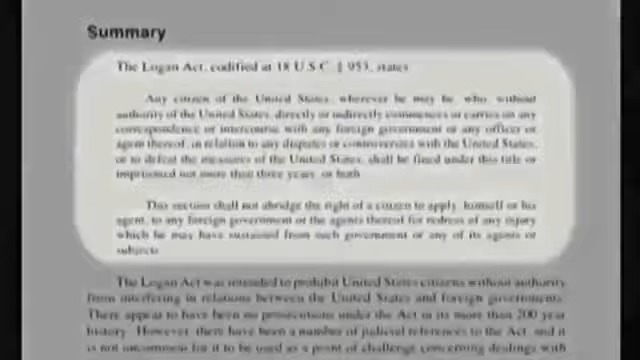 Summary
The Logan Act, codified at 18 U.S.C. § 953, states
Any citizen of the United States, wherever he may be, who, without
authority of the United States, directly or indirectly commences or carries on any
correspondence or intercourse with any foreign government or any officer or
agent thereof, in relation to any disputes or controversies with the United States,
or to defeat the measures of the United States, shall be fined under this title or
imprisoned not more than three years, or both
This section shall not abridge the right of a citizen to apply, himself or his
agent, to any foreign government or the agents thereof for redress of any injury
which he may have sustained from such government or any of its agents or
subjects
The Logan Act was intended to prohibit United States citizens without authority
from interfering in relations between the United States and foreign governments.
There appear to have been no prosecutions under the Act in its more than 200 year
history. However, there have been a number of judicial references to the Act, and it
is not uncommon for it to be used as a point of challenge concerning dealings with